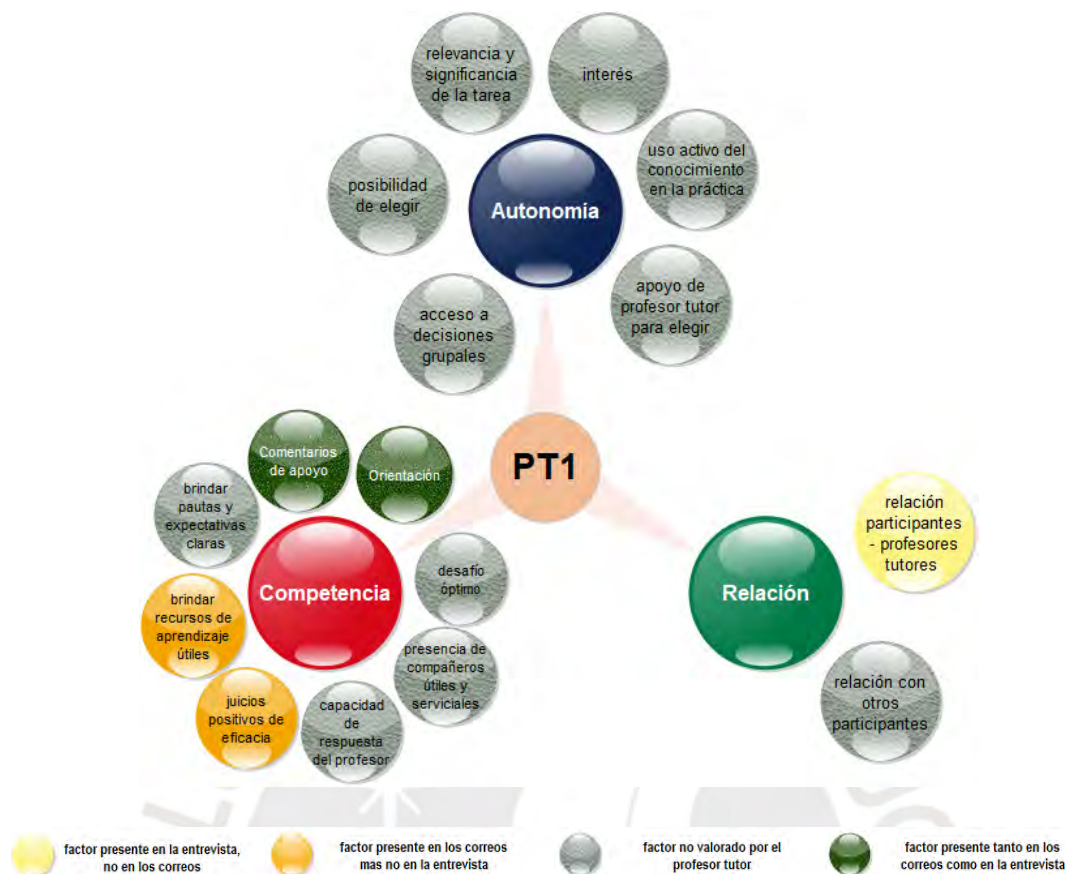 relevancia y
significancia
de la tarea
interés
uso activo del
conocimiento
en la práctica
posibilidad
de elegir
Autonomía
apoyo de
profesor tutor
para elegir
acceso a
decisiones
grupales
Comentarios
de apoyo
Orientación
PT1
brindar
pautas y
expectativas
claras
relación
participantes
- profesores
tutores
desafío
óptimo
Competencia
Relación
brindar
recursos de
aprendizaje
útiles
presencia de
compañeros
útiles y
serviciales
juicios
positivos de
eficacia
capacidad
de
respuesta
del profesor
relación con
otros
participantes
factor presente en la entrevista,
no en los correos
factor presente en los correos
mas no en la entrevista
factor no valorado por el
profesor tutor
factor presente tanto en los
correos como en la entrevista